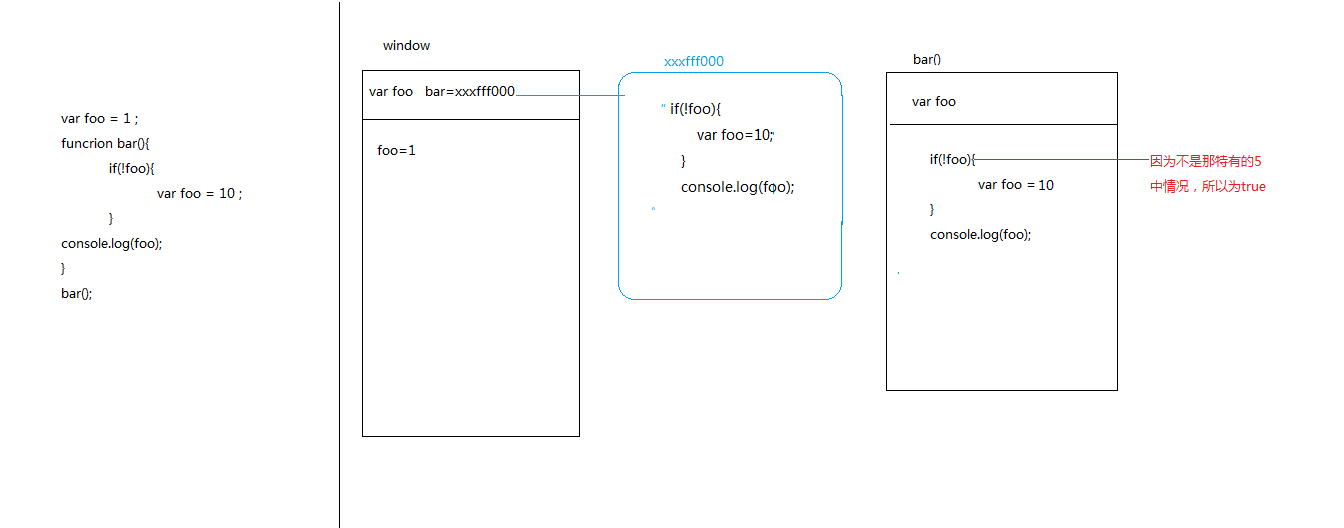 var foo = 1 ;
funcrion bar(){
if(!foo){
var foo = 10 ;
}
console.log(foo);
}
bar();
window
var foo bar=xxxfff000
foo=1
xxxfff000
" if(!foo){
var foo=10;
}
console.log(foo);
"
bar()
var foo
if(!foo){
var foo = 10
}
console.log(foo);
因为不是那特有的5
中情况，所以为true